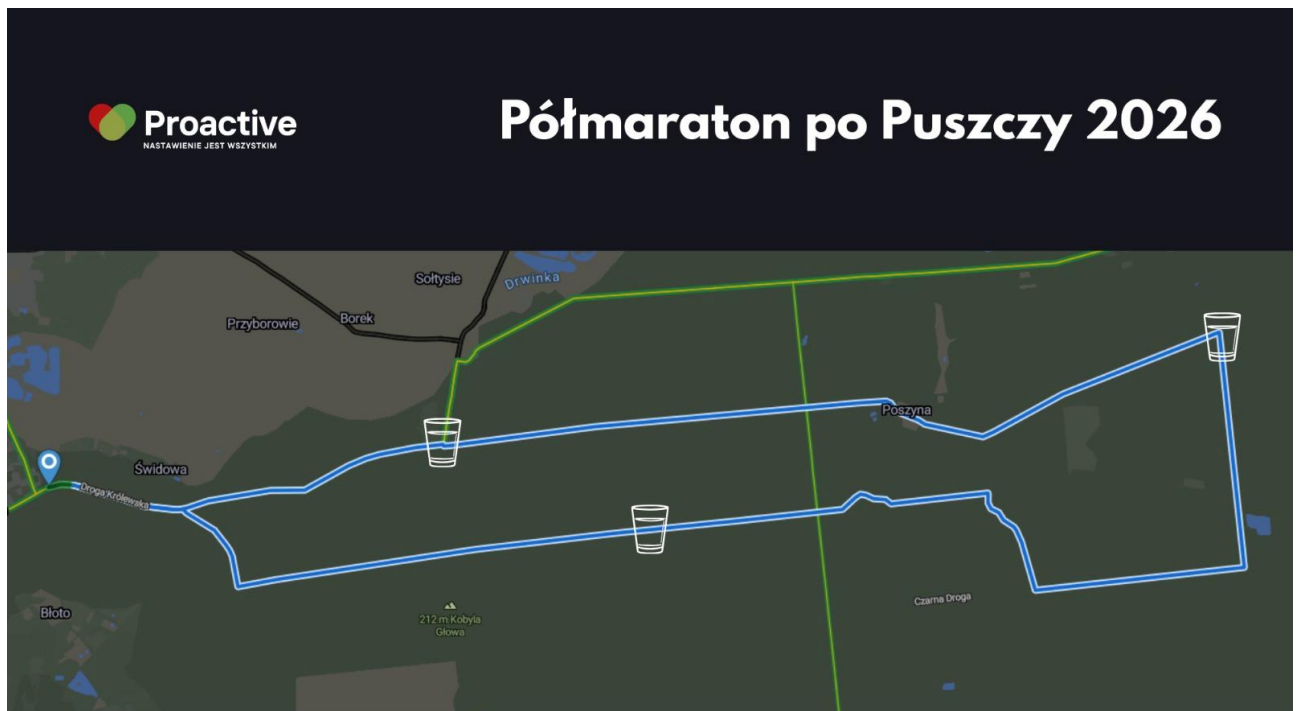 Proactive
NASTAWIENIE JEST WSZYSTKIM
Półmaraton po Puszczy 2026
Sołtysie
Drwinka
Przyborowie
Borek
Poszyna
Świdowa
Droga Królewska
Błoto
212 m Kobyla
Głowa
Czarna Droga